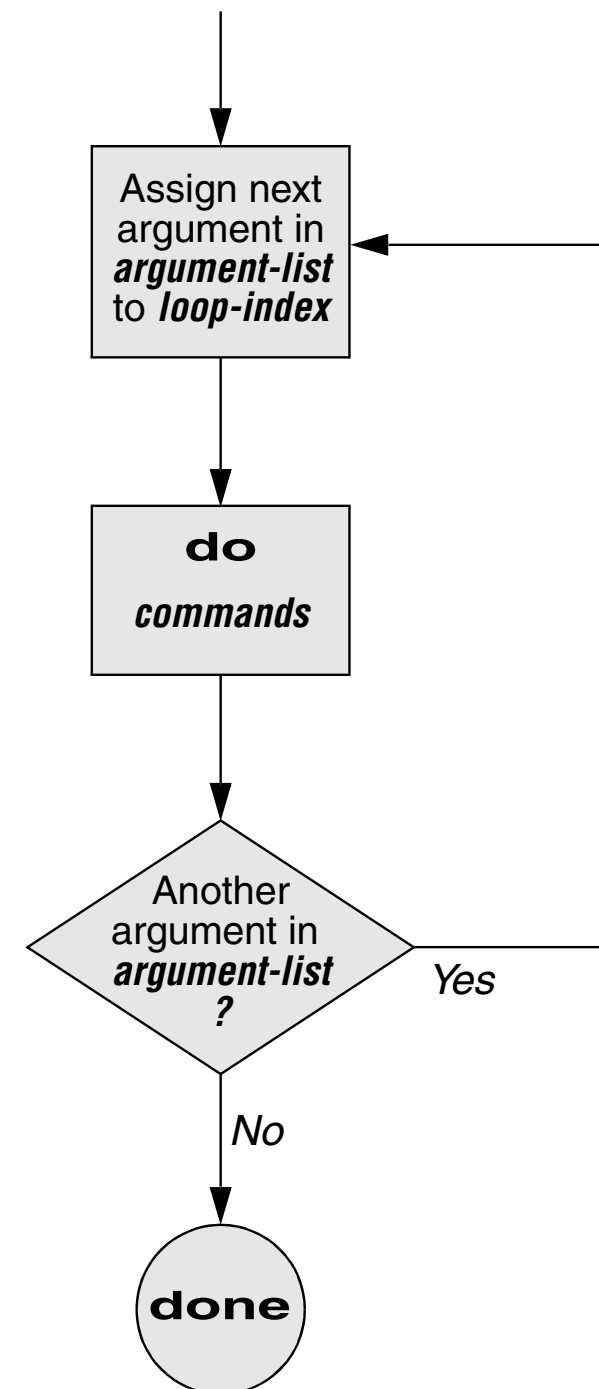 Assign next
argument in
argument-list
to loop-index
do
commands
Another
argument in
argument-list
?
Yes
No
done